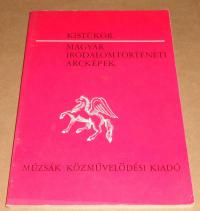 KISTÜKÖR
MAGYAR
IRODALOMTÖRTÉNETI
ARCKÉPEK
MÚZSÁK KÖZMŰVELŐDÉSI KIADÓ